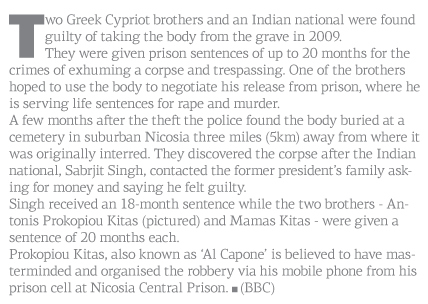 Two Greek Cypriot brothers and an Indian national were found
guilty of taking the body from the grave in 2009.
They were given prison sentences of up to 20 months for the
crimes of exhuming a corpse and trespassing. One of the brothers
hoped to use the body to negotiate his release from prison, where he
is serving life sentences for rape and murder.
A few months after the theft the police found the body buried at a
cemetery in suburban Nicosia three miles (5km) away from where it
was originally interred. They discovered the corpse after the Indian
national, Sabrjit Singh, contacted the former president's family ask-
ing for money and saying he felt guilty.
Singh received an 18-month sentence while the two brothers - An-
tonis Prokopiou Kitas (pictured) and Mamas Kitas - were given a
sentence of 20 months each.
Prokopiou Kitas, also known as 'Al Capone' is believed to have mas-
terminded and organised the robbery via his mobile phone from his
prison cell at Nicosia Central Prison. ■ (BBC)